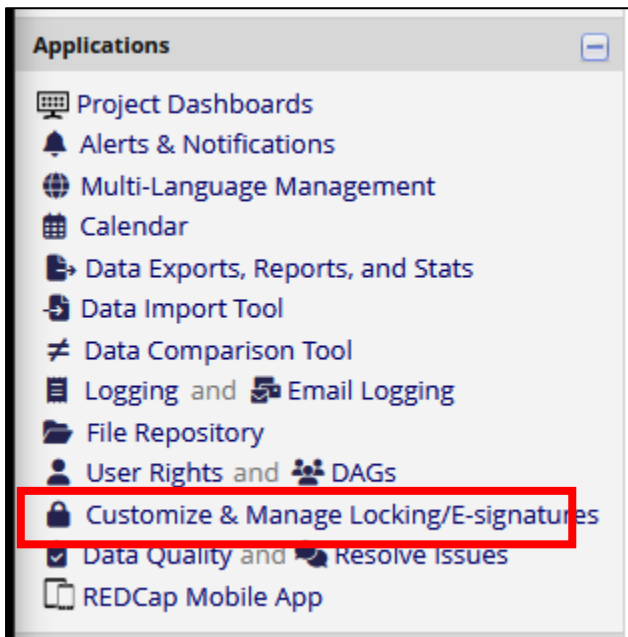 Applications
Project Dashboards
Alerts & Notifications
Multi-Language Management
Calendar
Data Exports, Reports, and Stats
Data Import Tool
Data Comparison Tool
Logging and Email Logging
File Repository
User Rights and DAGs
Customize & Manage Locking/E-signatures
Data Quality and Resolve Issues
REDCap Mobile App